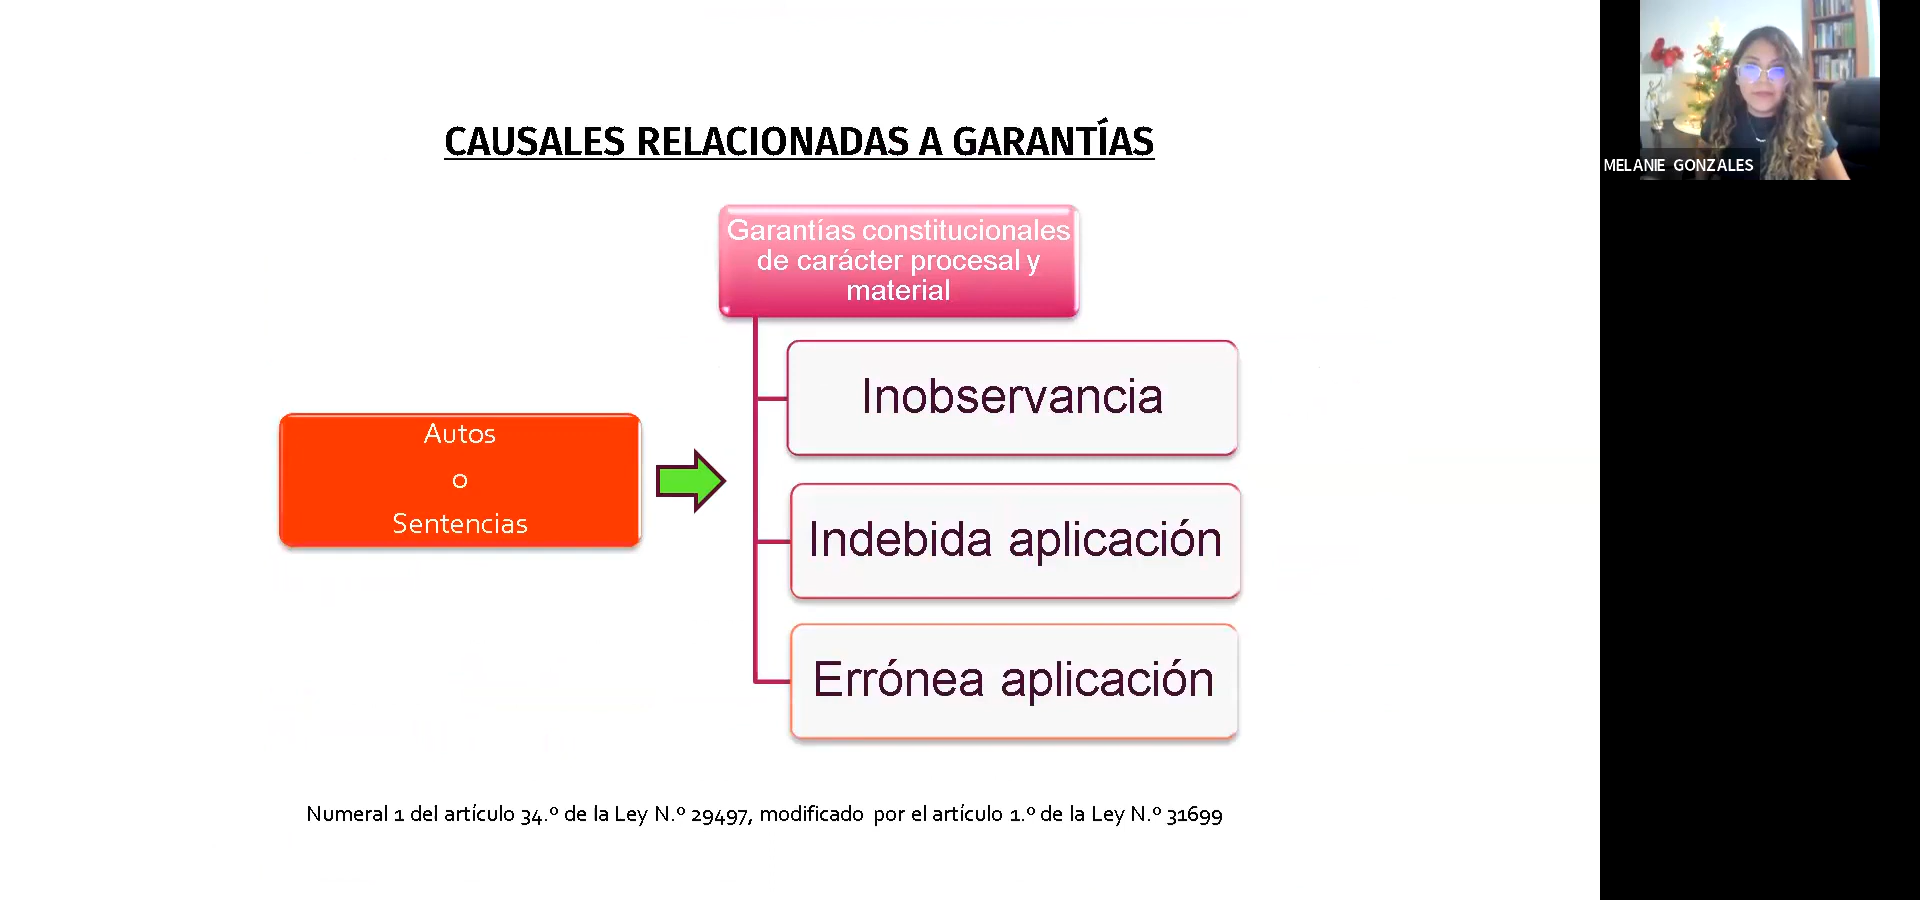 CAUSALES RELACIONADAS A GARANTÍAS
Garantías constitucionales
de carácter procesal y
material
Inobservancia
Autos
o
Sentencias
Indebida aplicación
Errónea aplicación
Numeral 1 del artículo 34.º de la Ley N.º 29497, modificado por el artículo 1.º de la Ley N.º 31699
MELANIE GONZALES